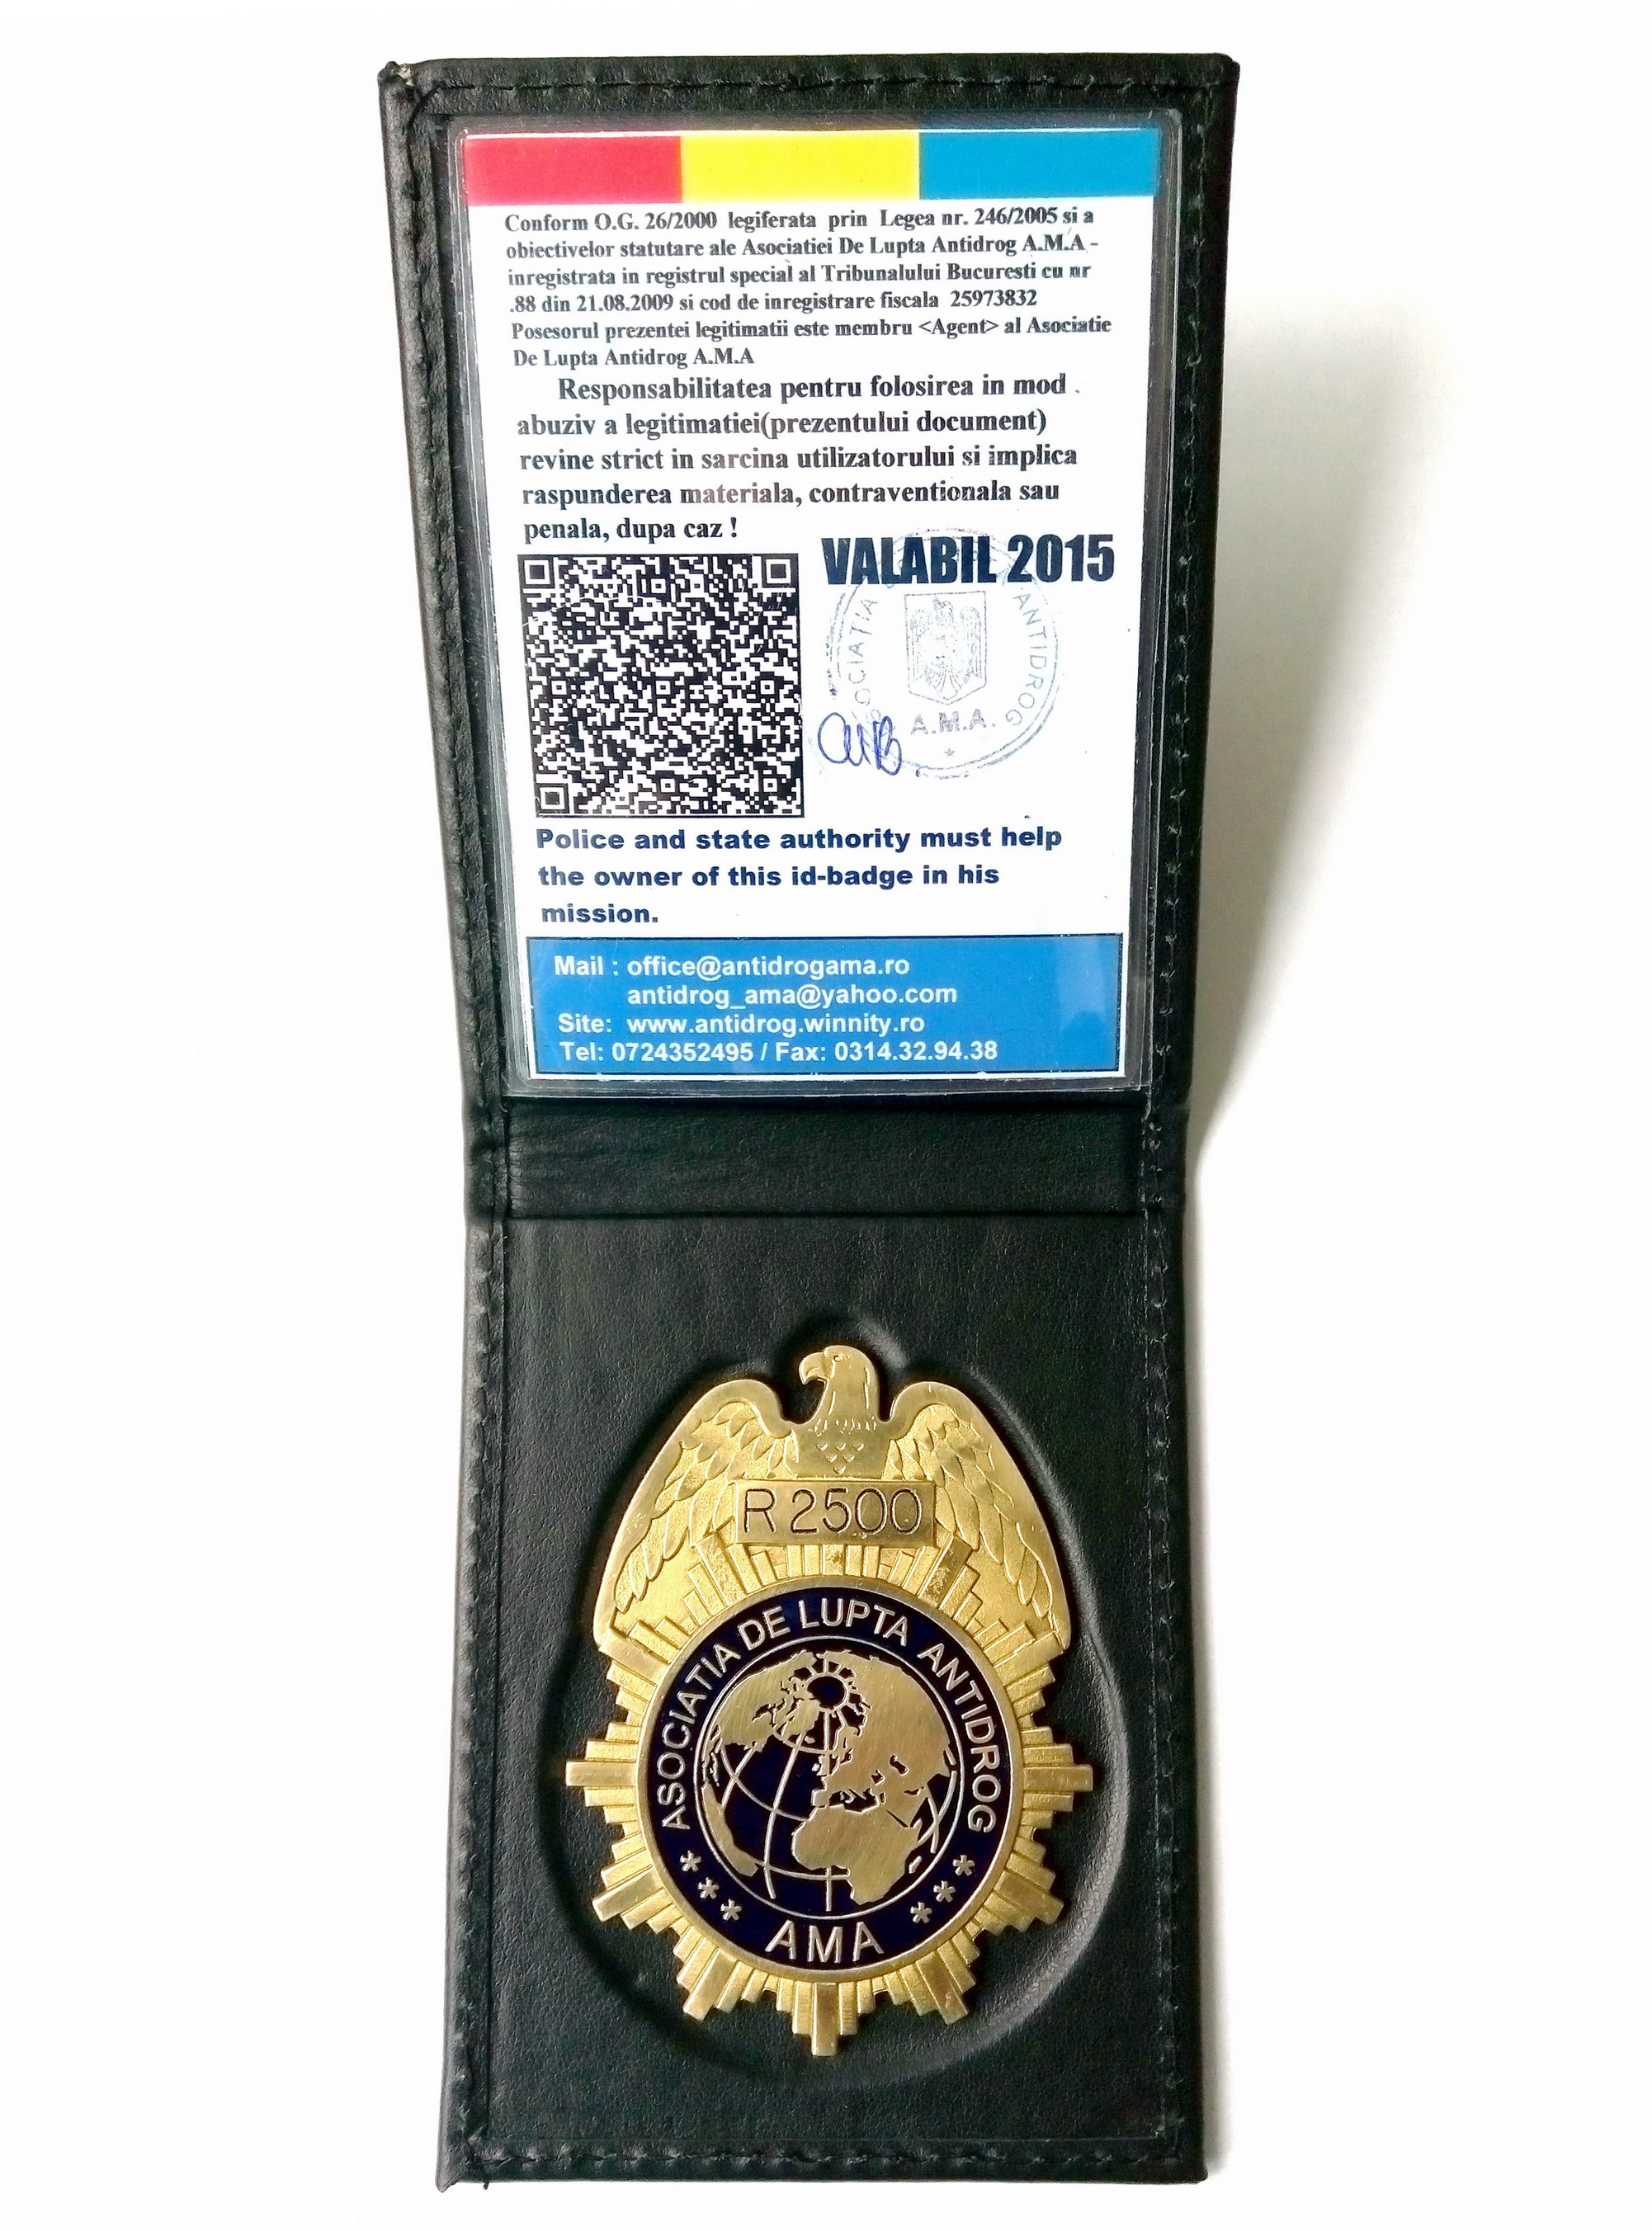 Conform O.G. 26/2000 legiferata prin Legea nr. 246/2005 si a
obiectivelor statutare ale Asociatiei De Lupta Antidrog A.M.A -
inregistrata in registrul special al Tribunalului Bucuresti cu nr
.88 din 21.08.2009 si cod de inregistrare fiscala 25973832
Posesorul prezentei legitimatii este membru <Agent> al Asociatie
De Lupta Antidrog A.M.A
Responsabilitatea pentru folosirea in mod
abuziv a legitimatiei(prezentului document)
revine strict in sarcina utilizatorului si implica
raspunderea materiala, contraventionala sau
penala, dupa caz !
VALABIL 2015
ANTIDROG
A.M.A.
Police and state authority must help
the owner of this id-badge in his
mission.
Mail : office@antidrogama.ro
antidrog_ama@yahoo.com
Site: www.antidrog.winnity.ro
Tel: 0724352495 / Fax: 0314.32.94.38
R2500
ASOCIATIA DE LUPTA ANTIDROG
AMA